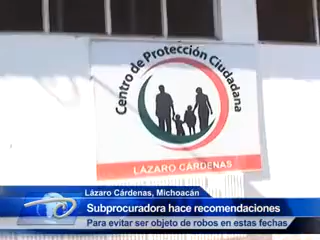 Centro de Protección Ciudadana
LÁZARO CÁRDENAS
Lázaro Cárdenas, Michoacán
Subprocuradora hace recomendaciones
Para evitar ser objeto de robos en estas fechas